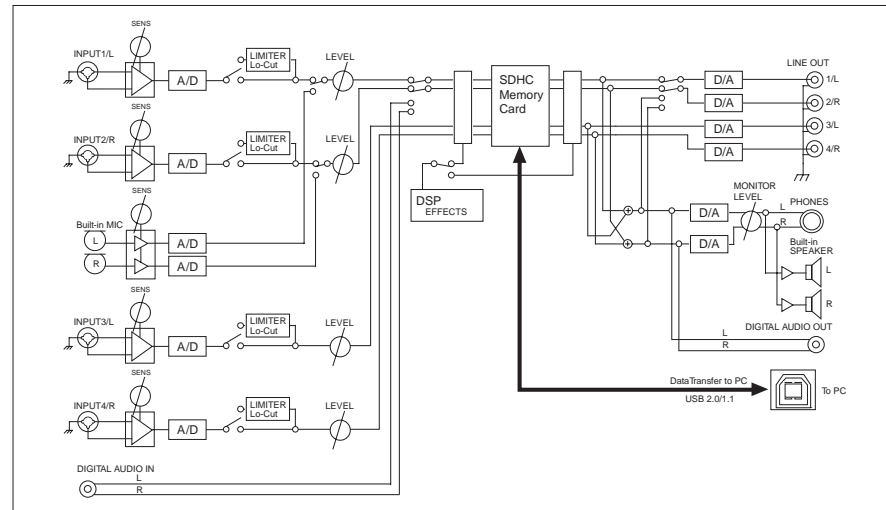 SENS
INPUT1/L
A/D
LIMITER
Lo-Cut
LEVEL
SENS
INPUT2/R
A/D
LIMITER
Lo-Cut
LEVEL
SENS
Built-in MIC
L
A/D
R
A/D
SENS
INPUT3/L
A/D
LIMITER
Lo-Cut
LEVEL
SENS
INPUT4/R
A/D
LIMITER
Lo-Cut
LEVEL
DIGITAL AUDIO IN
L
R
SDHC
Memory
Card
DSP
EFFECTS
LINE OUT
D/A
1/L
D/A
2/R
D/A
3/L
D/A
4/R
MONITOR
LEVEL
D/A
L
PHONES
D/A
R
Built-in
SPEAKER
L
R
DIGITAL AUDIO OUT
L
R
DataTransfer to PC
USB 2.0/1.1
To PC